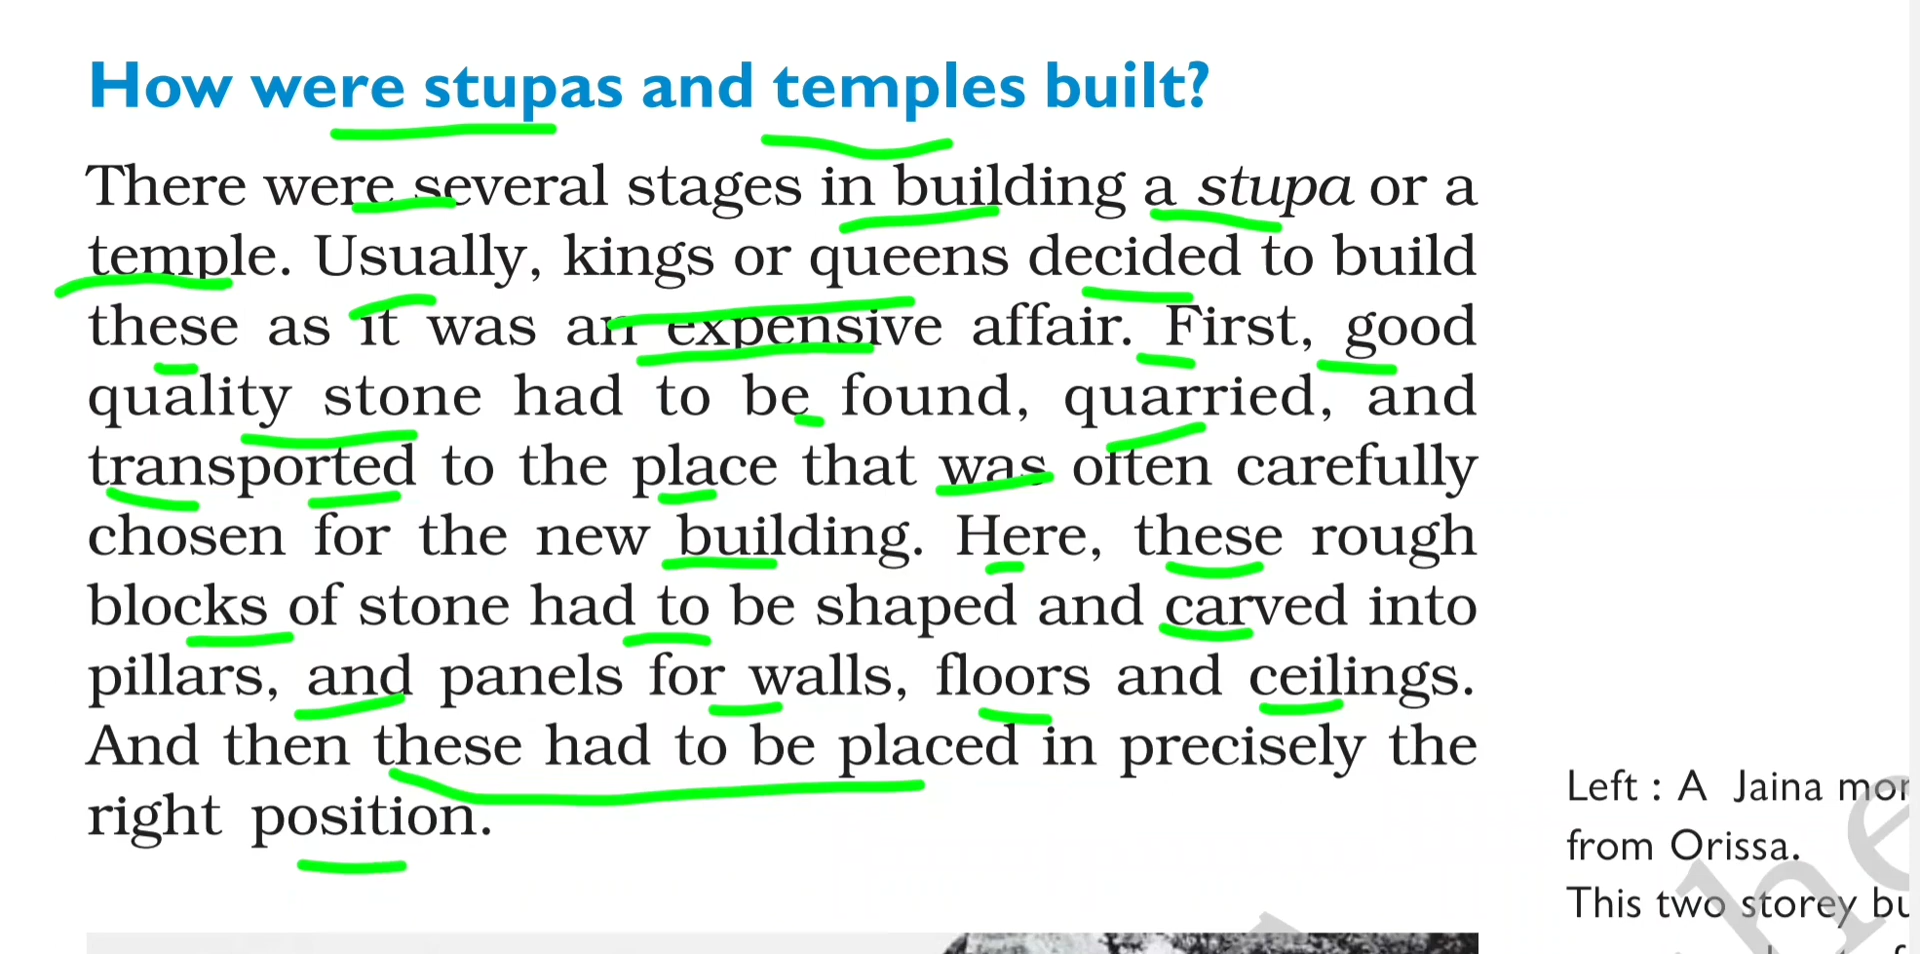 How were stupas and temples built?
There were several stages in building a stupa or a
temple. Usually, kings or queens decided to build
these as it was an expensive affair. First, good
quality stone had to be found, quarried, and
transported to the place that was often carefully
chosen for the new building. Here, these rough
blocks of stone had to be shaped and carved into
pillars, and panels for walls, floors and ceilings.
And then these had to be placed in precisely the
right position.
Left : A Jaina
from Orissa.
This two storey